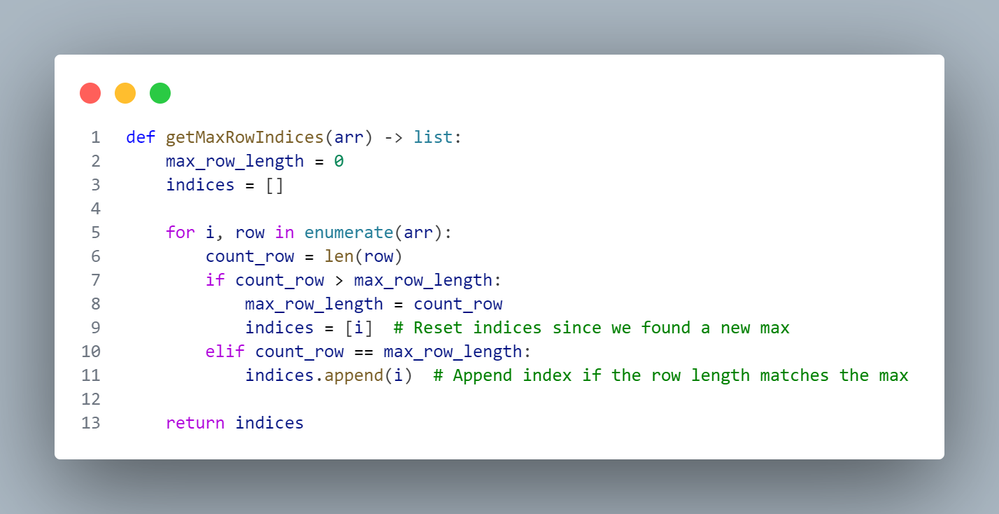 1 def getMaxRowIndices(arr) -> list:
2     max_row_length = 0
3     indices = []
4
5     for i, row in enumerate(arr):
6         count_row = len(row)
7         if count_row > max_row_length:
8             max_row_length = count_row
9             indices = [i]  # Reset indices since we found a new max
10         elif count_row == max_row_length:
11             indices.append(i)  # Append index if the row length matches the max
12
13     return indices